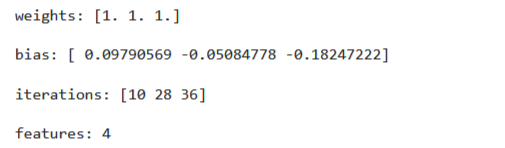 weights: [1. 1. 1.]
bias: [ 0.09790569 -0.05084778 -0.18247222]
iterations: [10 28 36]
features: 4